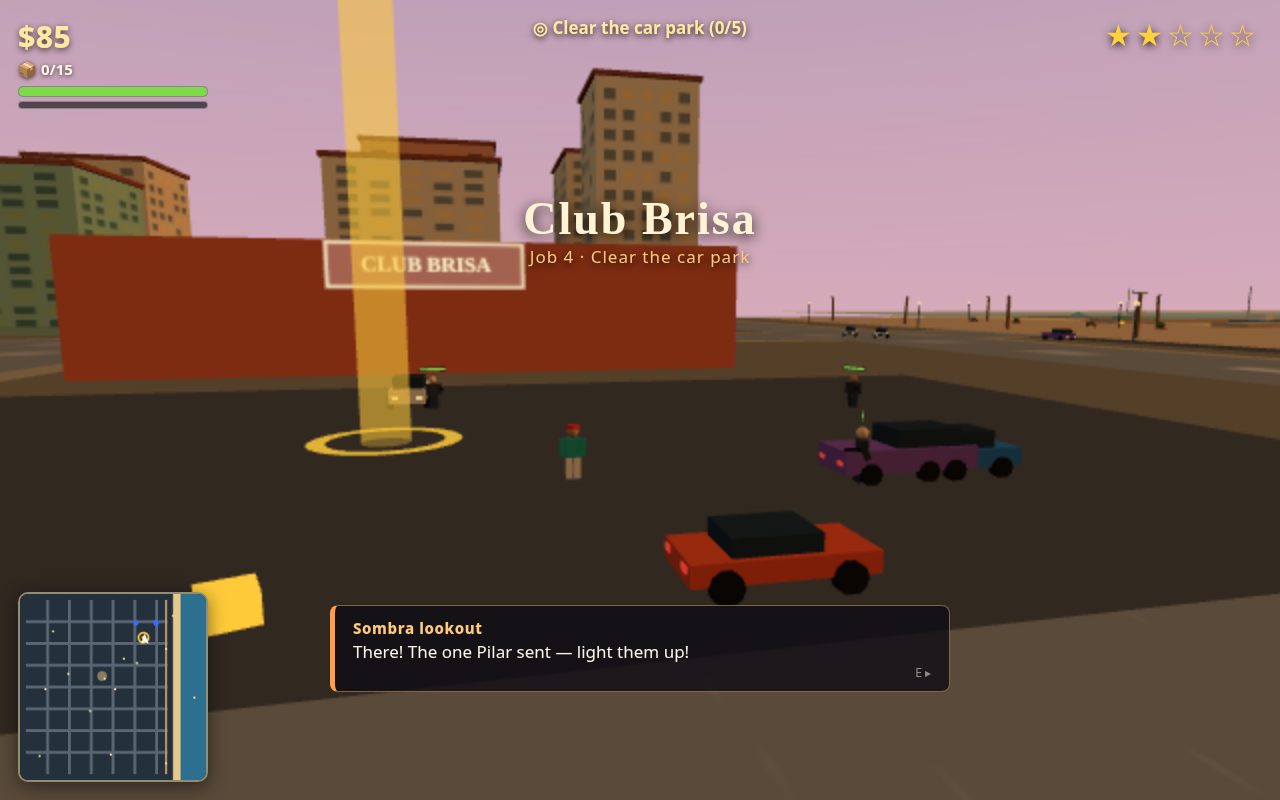 $85
0/15
◎ Clear the car park (0/5)
★ ★ ☆ ☆ ☆
Club Brisa
Job 4 · Clear the car park
CLUB BRISA
Sombra lookout
There! The one Pilar sent — light them up!
E ▸